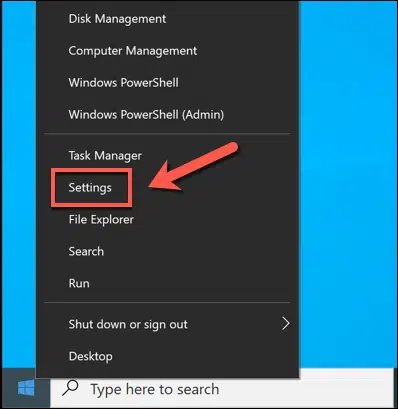 Disk Management
Computer Management
Windows PowerShell
Windows PowerShell (Admin)
Task Manager
Settings
File Explorer
Search
Run
Shut down or sign out
Desktop
Type here to search